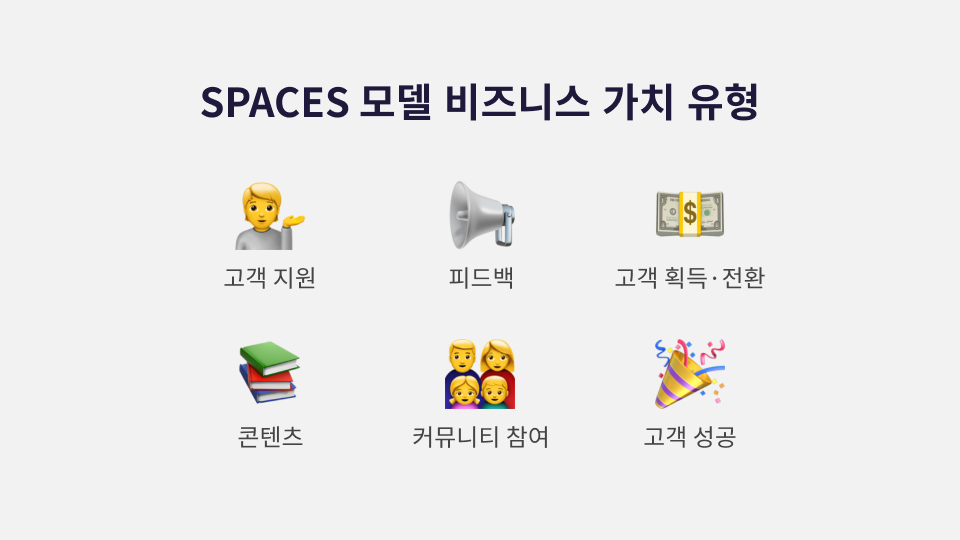 SPACES 모델 비즈니스 가치 유형
고객 지원
피드백
고객 획득·전환
콘텐츠
커뮤니티 참여
고객 성공